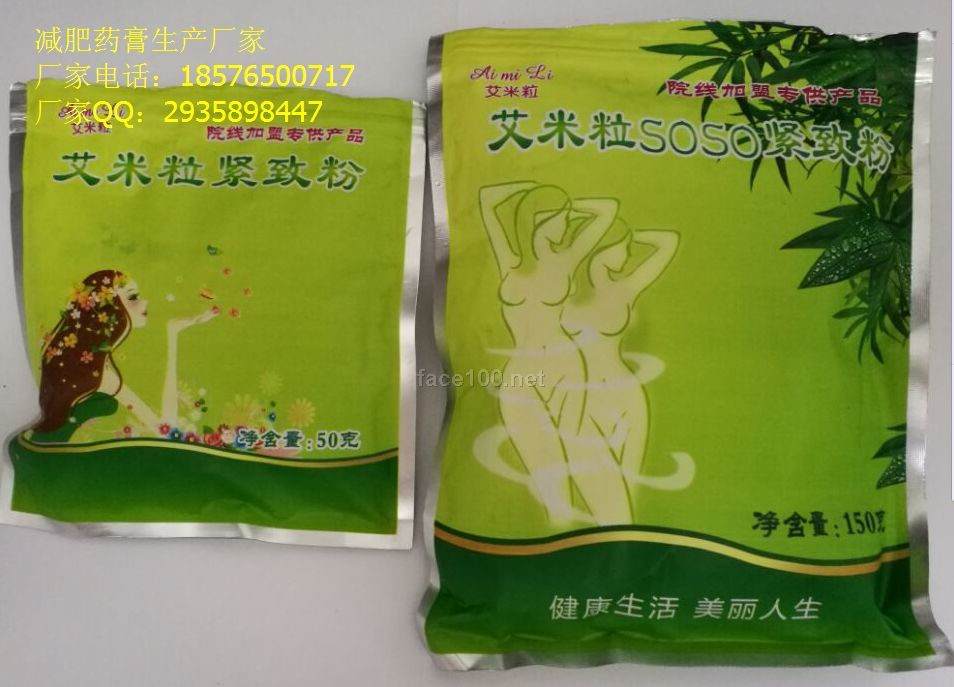 减肥药膏生产厂家
厂家电话：18576500717
厂家QQ：2935898447
艾米粒
院线加盟专供产品
艾米粒紧致粉
净含量：50克
Ai mi Li
艾米粒
院线加盟专供产品
艾米粒SOSO紧致粉
face100.net
净含量：150克
健康生活 美丽人生